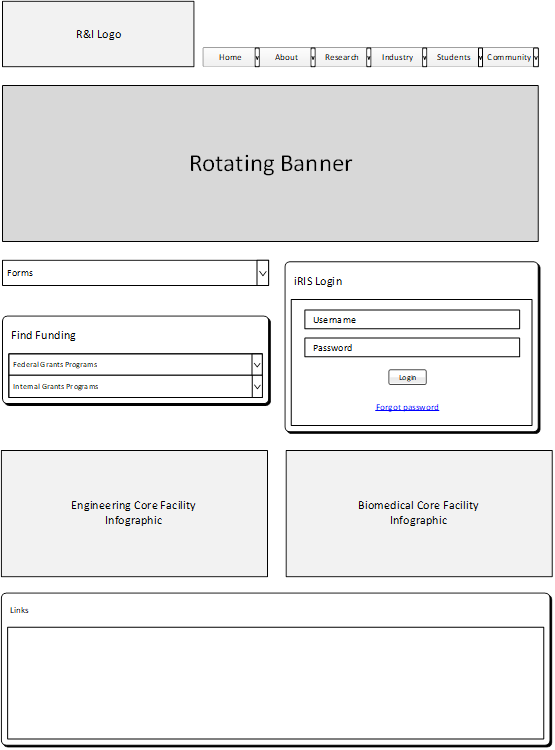 R&I Logo
Home
About
Research
Industry
Students
Community
Rotating Banner
Forms
iRIS Login
Username
Password
Login
Forgot password
Find Funding
Federal Grants Programs
Internal Grants Programs
Engineering Core Facility
Infographic
Biomedical Core Facility
Infographic
Links